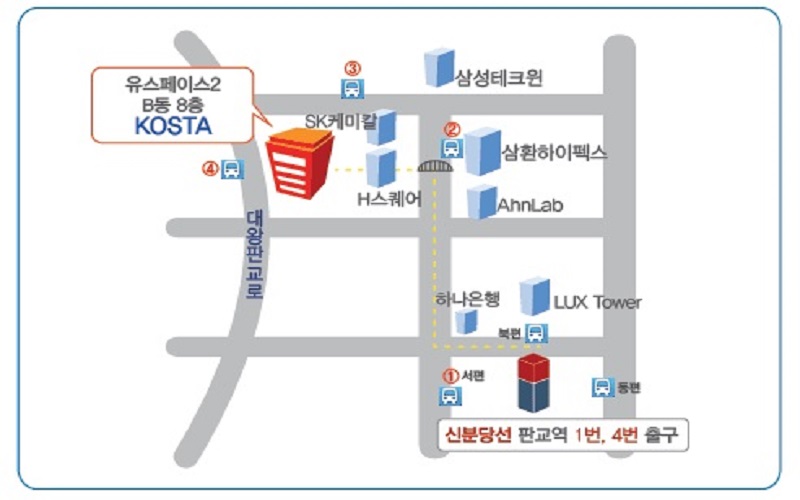 유스페이스2
B동 8층
KOSTA
③
삼성테크윈
SK케미칼
②
삼환하이펙스
④
H스퀘어
AhnLab
대왕판교로
하나은행
LUX Tower
북편
① 서편
동편
신분당선 판교역 1번, 4번 출구